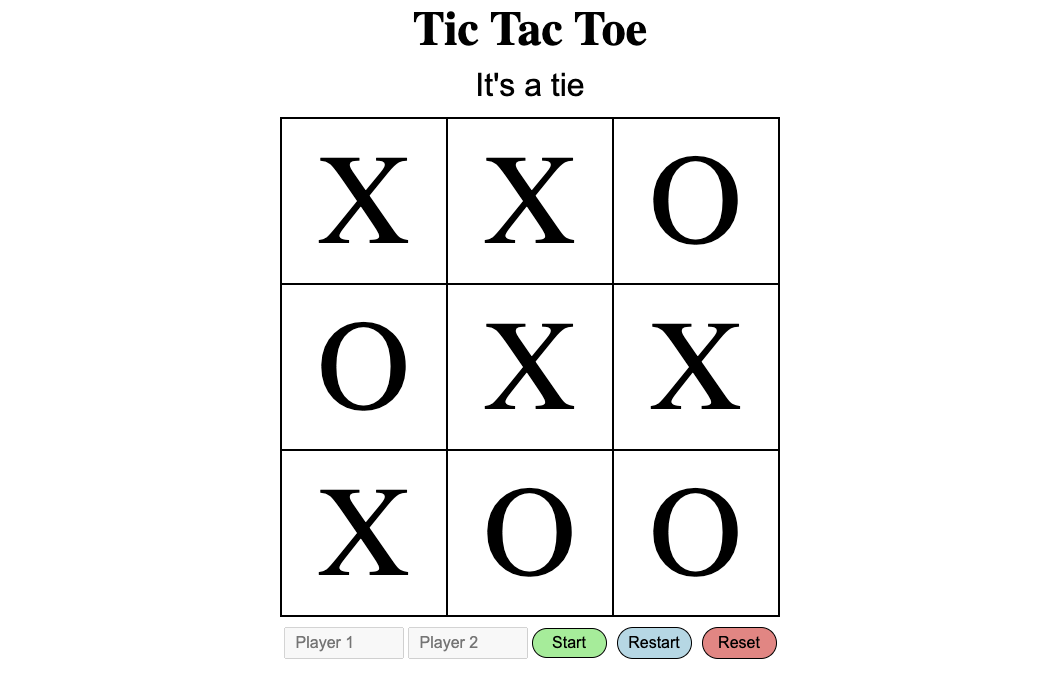 Tic Tac Toe
It's a tie
X X O
O X X
X O O
Player 1 Player 2 Start Restart Reset